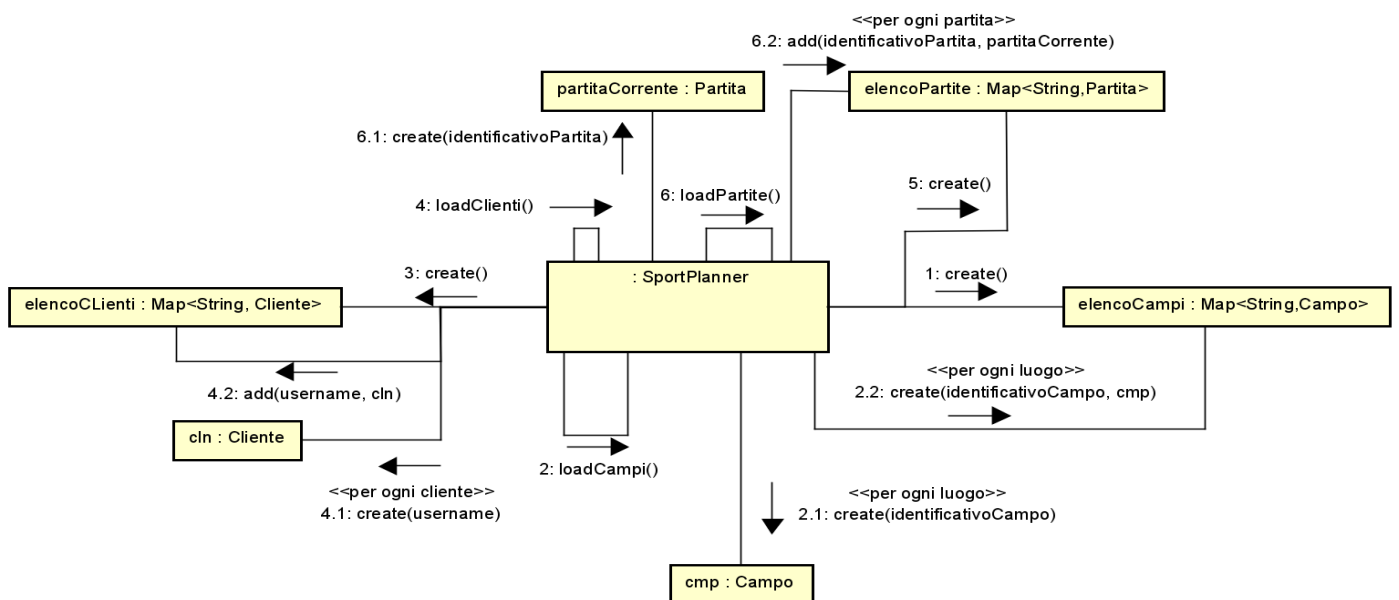 <<per ogni partita>>
6.2: add(identificativoPartita, partitaCorrente)
partitaCorrente : Partita
elencoPartite : Map<String,Partita>
6.1: create(identificativoPartita)
4: loadClienti()
6: loadPartite()
5: create()
3: create()
: SportPlanner
1: create()
elencoCLienti : Map<String, Cliente>
elencoCampi : Map<String,Campo>
4.2: add(username, cln)
<<per ogni luogo>>
2.2: create(identificativoCampo, cmp)
cln : Cliente
2: loadCampi()
<<per ogni cliente>>
4.1: create(username)
<<per ogni luogo>>
2.1: create(identificativoCampo)
cmp : Campo